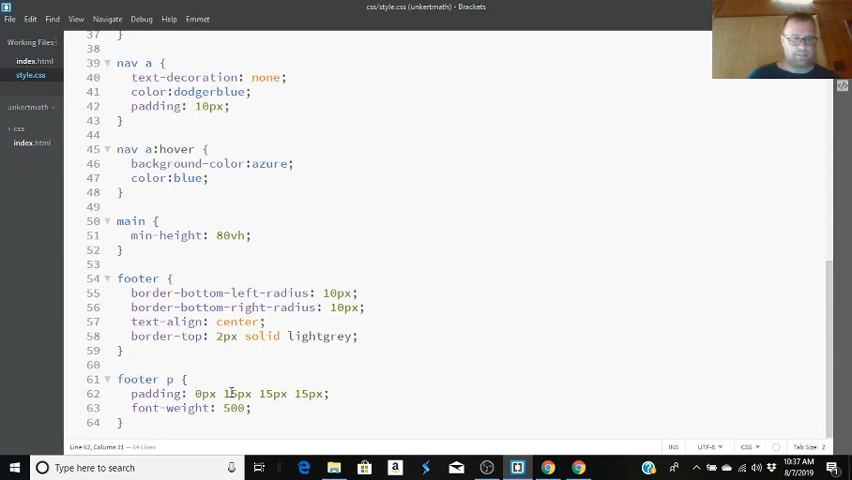 css/style.css (unkertmath) - Brackets
File Edit Find View Navigate Debug Help Emmet
Working Files
index.html
style.css
unkertmath
css
index.html
37 }
38
39 nav a {
40 text-decoration: none;
41 color:dodgerblue;
42 padding: 10px;
43 }
44
45 nav a:hover {
46 background-color:azure;
47 color:blue;
48 }
49
50 main {
51 min-height: 80vh;
52 }
53
54 footer {
55 border-bottom-left-radius: 10px;
56 border-bottom-right-radius: 10px;
57 text-align: center;
58 border-top: 2px solid lightgrey;
59 }
60
61 footer p {
62 padding: 0px 15px 15px 15px;
63 font-weight: 500;
64 }
Line 62, Column 31 — 64 Lines
INS UTF-8 CSS Tab Size: 2
Type here to search
10:37 AM
8/7/2019